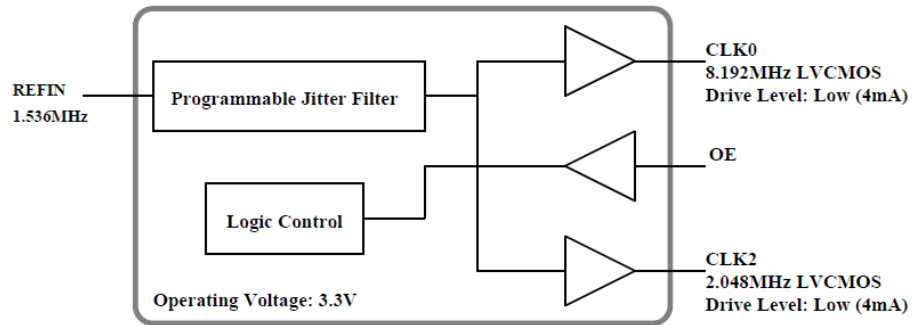 CLK0
8.192MHz LVCMOS
Drive Level: Low (4mA)
REFIN
1.536MHz
Programmable Jitter Filter
OE
Logic Control
CLK2
2.048MHz LVCMOS
Drive Level: Low (4mA)
Operating Voltage: 3.3V